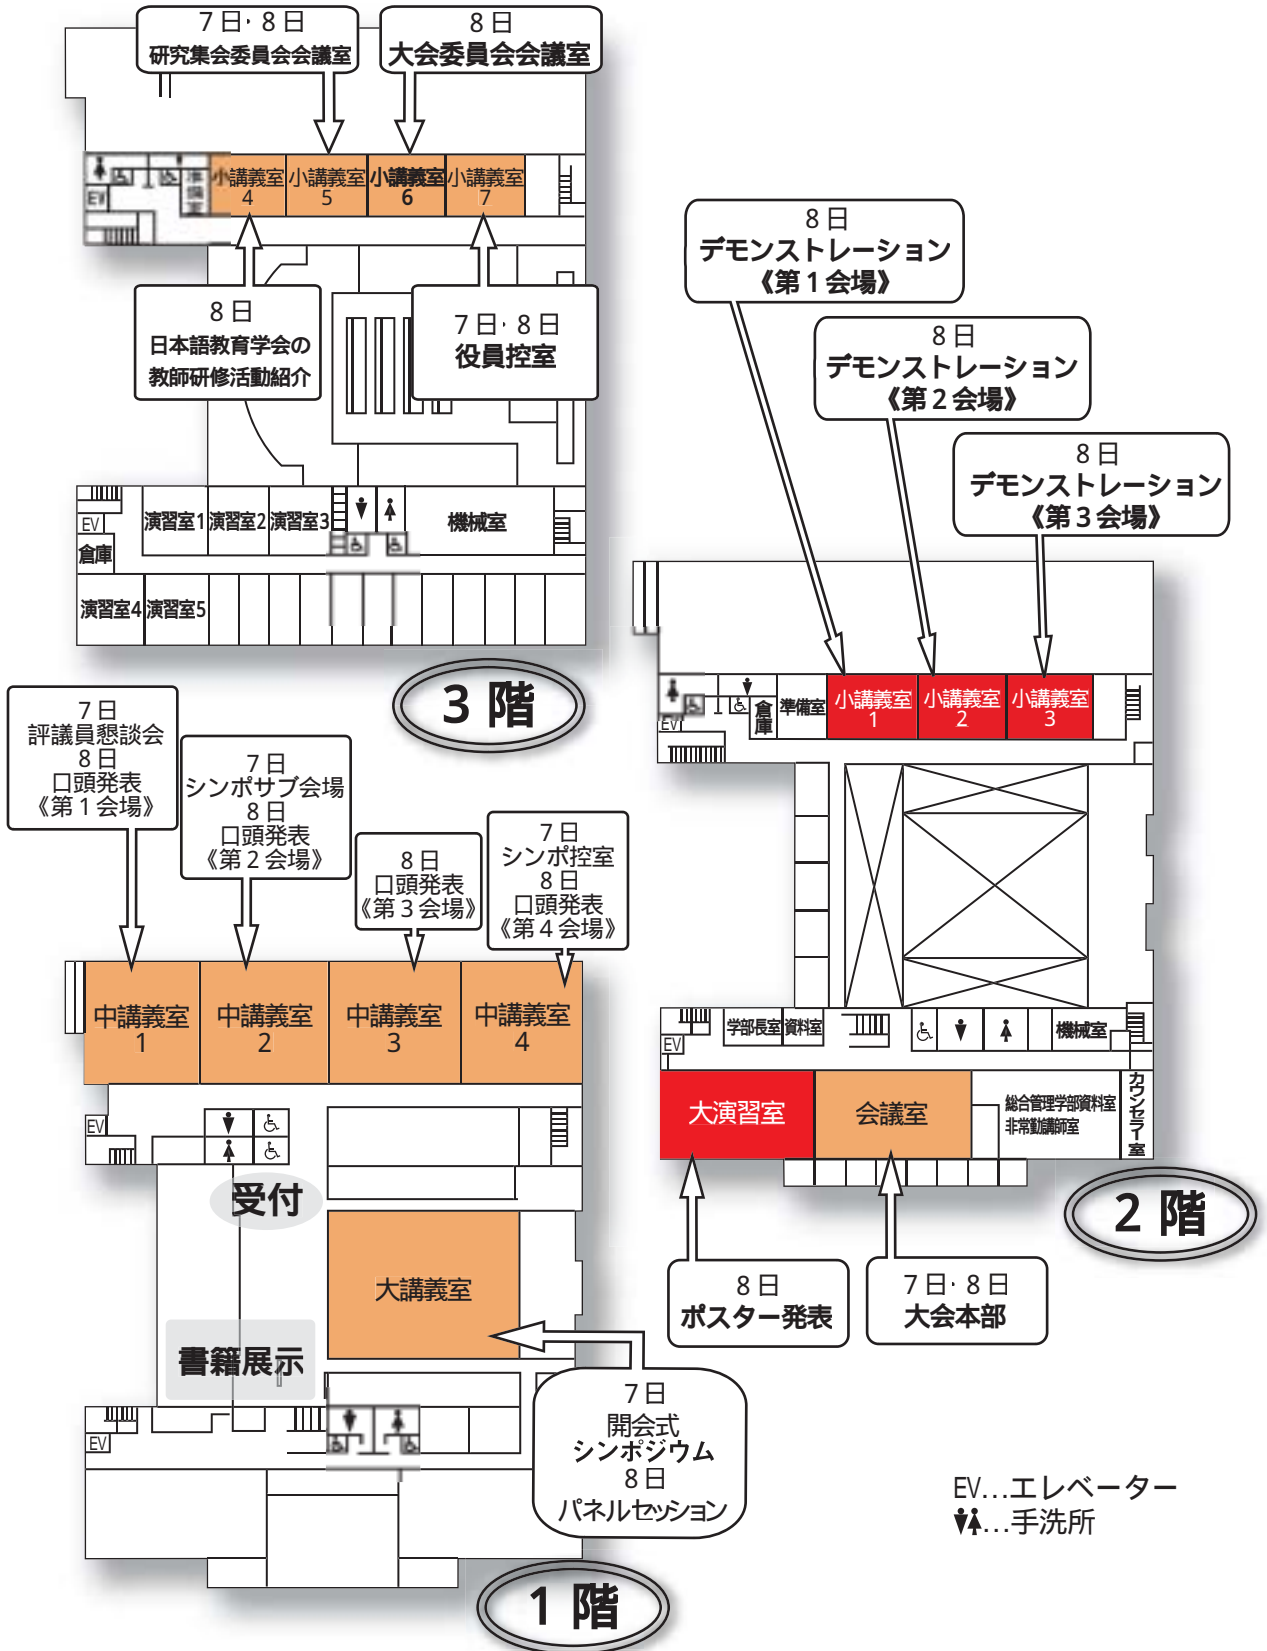 7日・8日
研究集会委員会会議室
8日
大会委員会会議室
EV
準備室
小講義室
4
小講義室
5
小講義室
6
小講義室
7
8日
日本語教育学会の
教師研修活動紹介
7日・8日
役員控室
EV
倉庫
演習室1
演習室2
演習室3
機械室
演習室4
演習室5
3階
8日
デモンストレーション
《第1会場》
8日
デモンストレーション
《第2会場》
8日
デモンストレーション
《第3会場》
EV
倉庫
準備室
小講義室
1
小講義室
2
小講義室
3
EV
学部長室
資料室
機械室
大演習室
会議室
総合管理学部資料室
非常勤講師室
カウンセラー室
2階
8日
ポスター発表
7日・8日
大会本部
7日
評議員懇談会
8日
口頭発表
《第1会場》
7日
シンポサブ会場
8日
口頭発表
《第2会場》
8日
口頭発表
《第3会場》
7日
シンポ控室
8日
口頭発表
《第4会場》
中講義室
1
中講義室
2
中講義室
3
中講義室
4
EV
受付
大講義室
書籍展示
EV
7日
開会式
シンポジウム
8日
パネルセッション
1階
EV…エレベーター
…手洗所